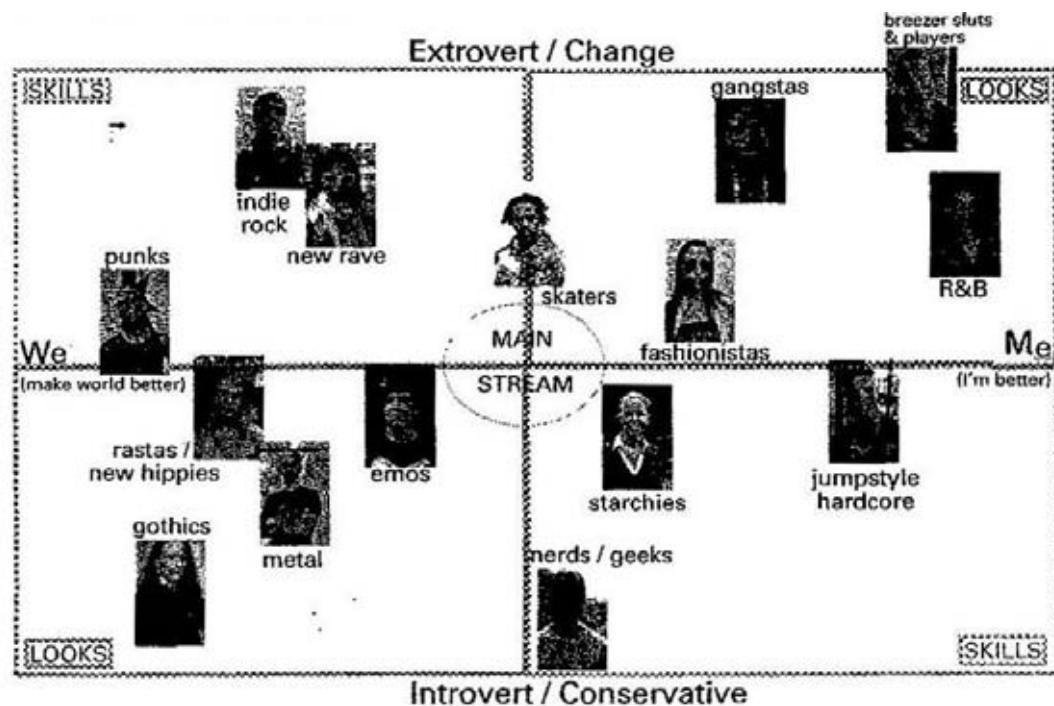 breezer sluts
& players
Extrovert / Change
SKILLS
LOOKS
gangstas
indie
rock
new rave
punks
skaters
R&B
fashionistas
We
(make world better)
MAIN
STREAM
Me
(I'm better)
rastas /
new hippies
emos
starchies
jumpstyle
hardcore
gothics
metal
nerds / geeks
LOOKS
SKILLS
Introvert / Conservative